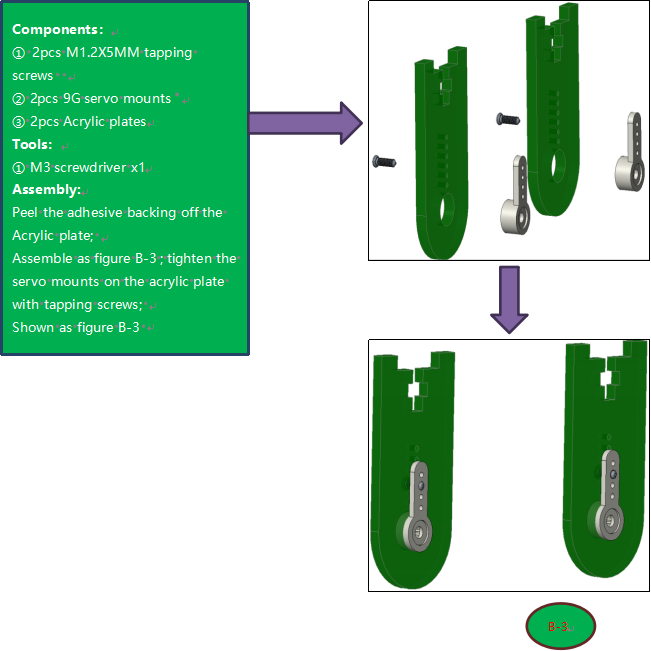 Components:
① 2pcs M1.2X5MM tapping
screws
② 2pcs 9G servo mounts
③ 2pcs Acrylic plates
Tools:
① M3 screwdriver x1
Assembly:
Peel the adhesive backing off the
Acrylic plate;
Assemble as figure B-3; tighten the
servo mounts on the acrylic plate
with tapping screws;
Shown as figure B-3
B-3